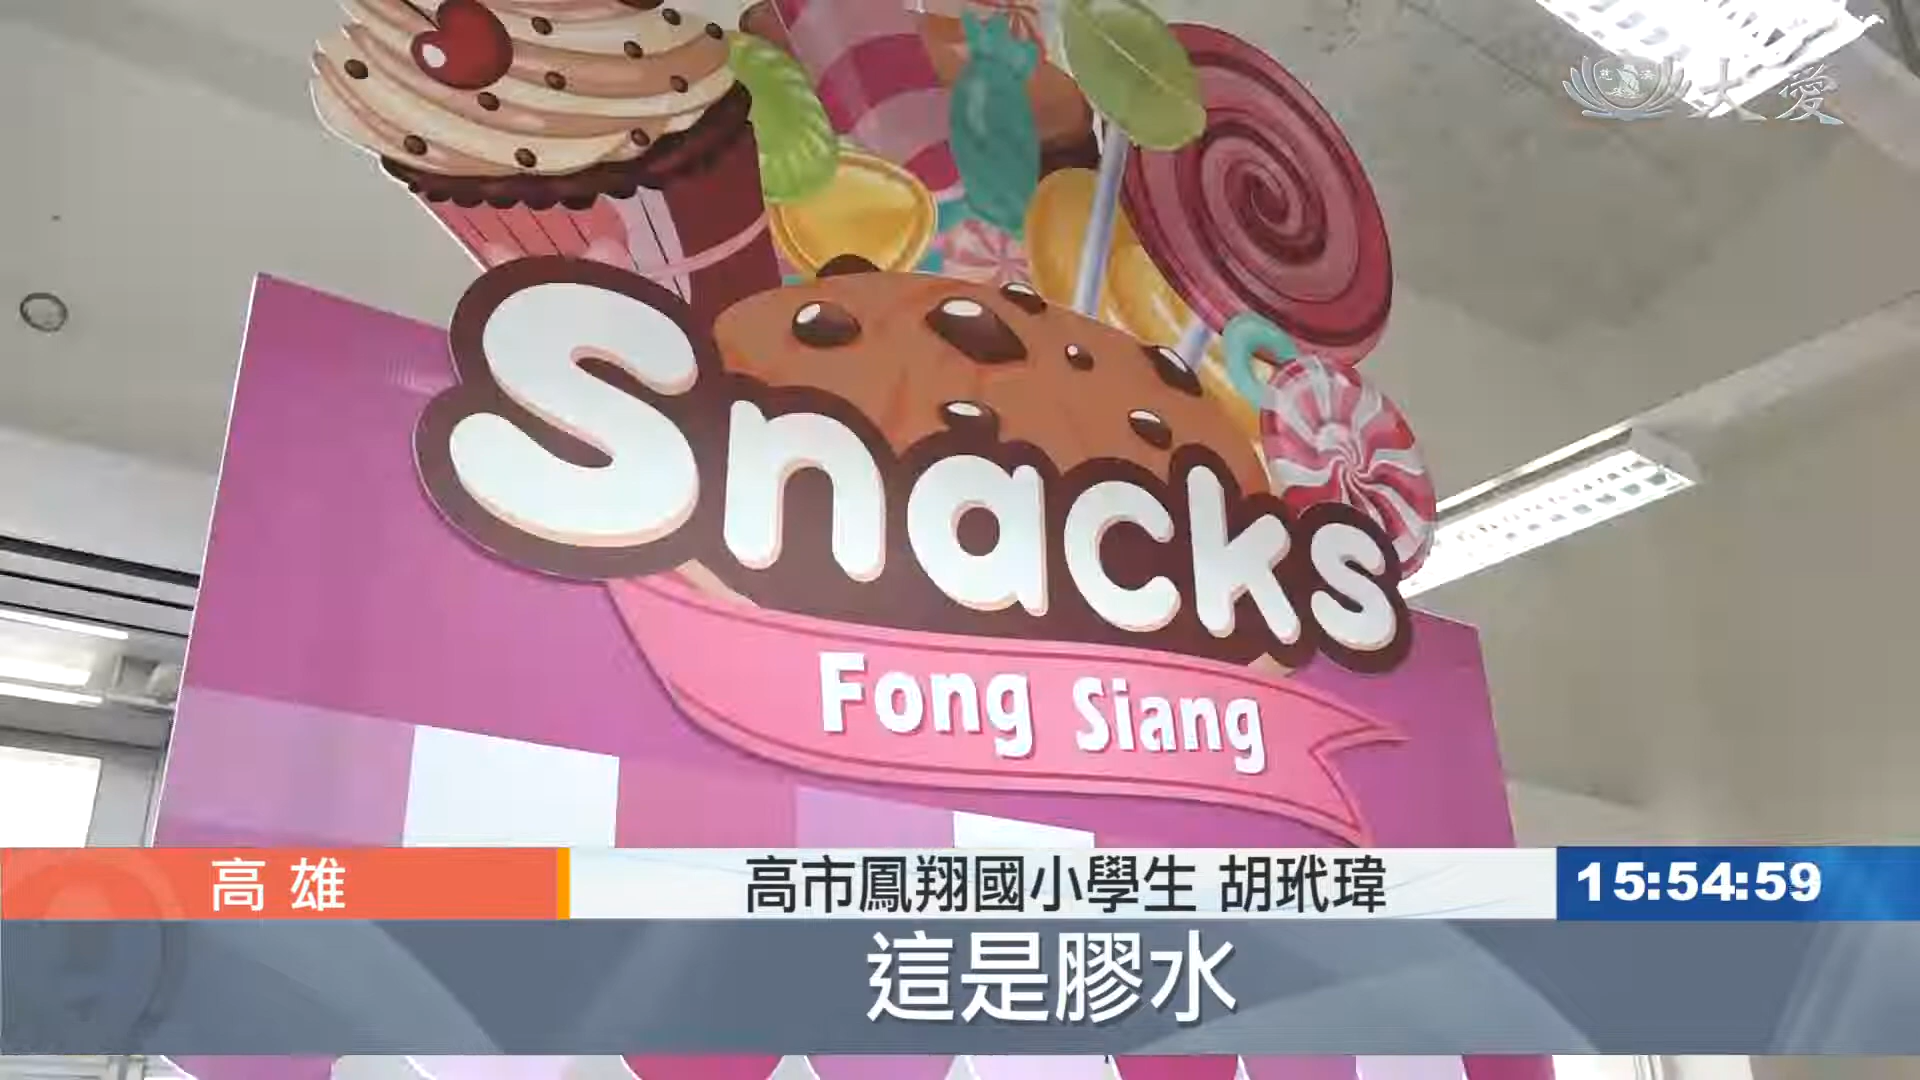 大愛
Snacks
Fong Siang
高雄
高市鳳翔國小學生 胡玳瑋
15:54:59
這是膠水